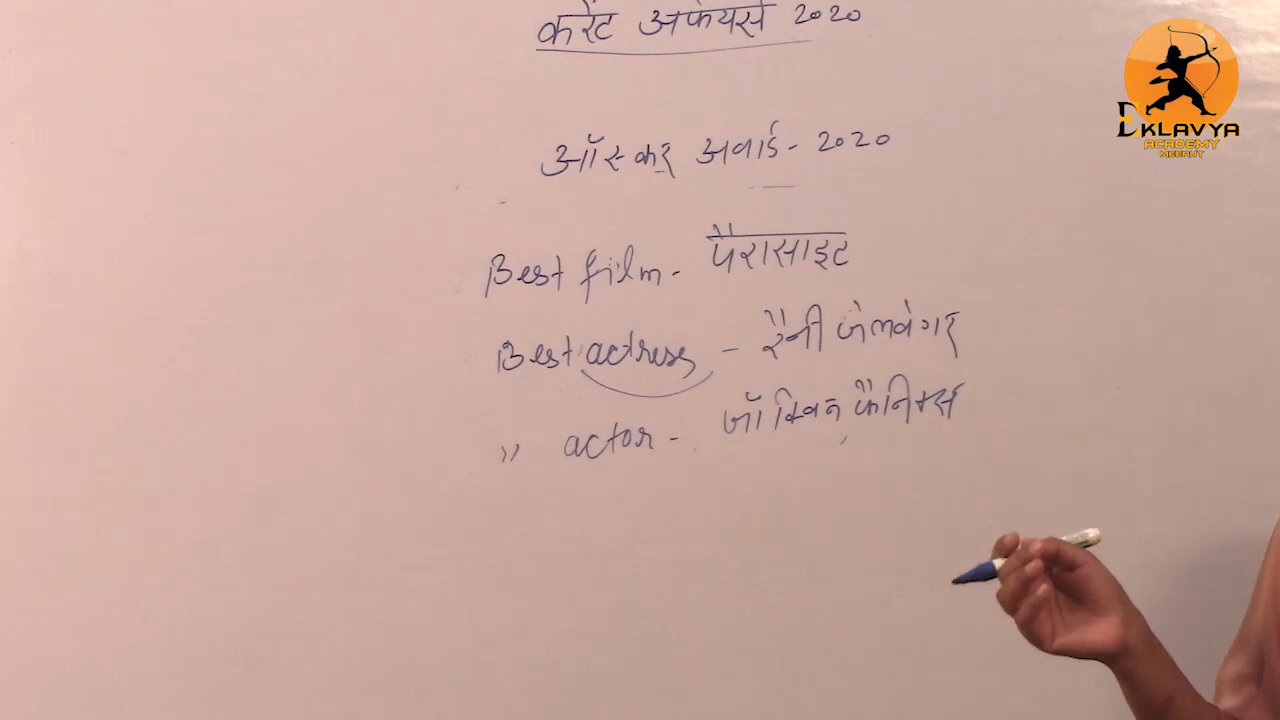 करेंट अफेयर्स 2020
ऑस्कर अवार्ड - 2020
Best film - पैरासाइट
Best actress - रैनी जेलवेगर
" actor - जॉक्विन फैनिक्स
EKLAVYA
ACADEMY
MEERUT